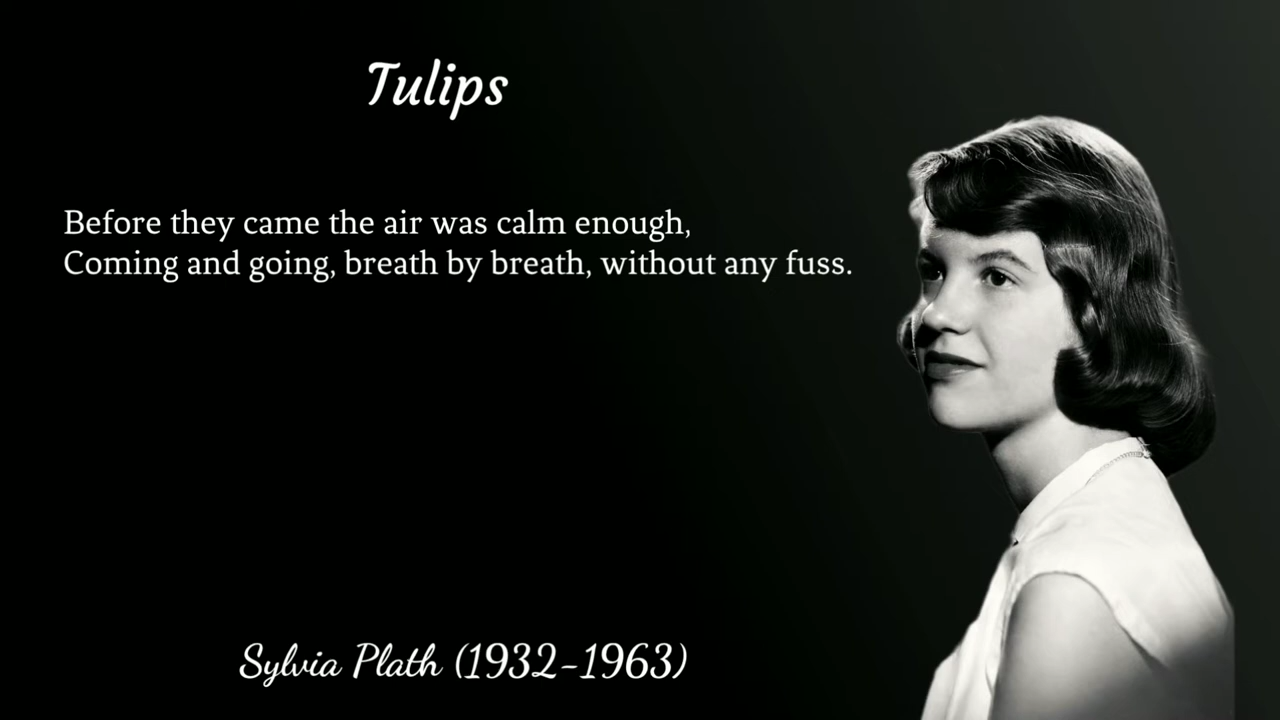 Tulips
Before they came the air was calm enough,
Coming and going, breath by breath, without any fuss.
Sylvia Plath (1932-1963)